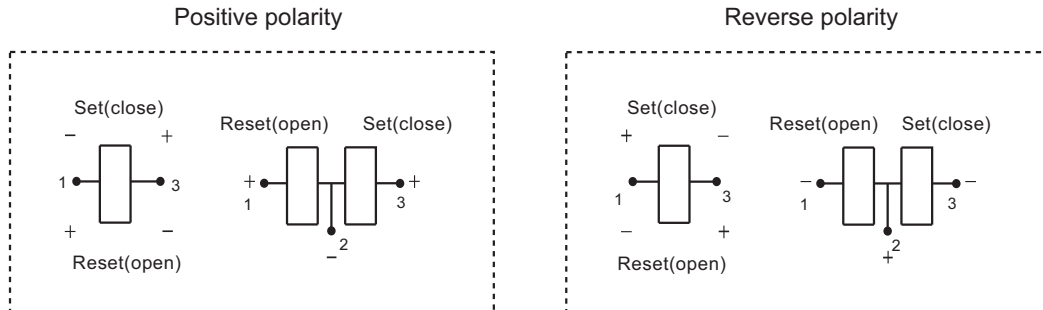 Positive polarity
Reverse polarity
Set(close)
− +
1 3
+ −
Reset(open)
Reset(open) Set(close)
+ +
1 3
2
−
Set(close)
+ −
1 3
− +
Reset(open)
Reset(open) Set(close)
− −
1 3
2
+